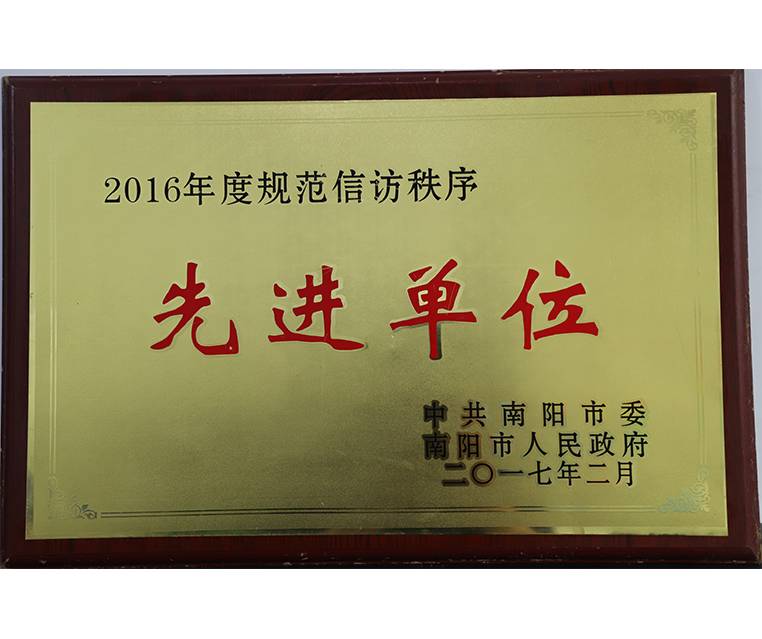 2016年度规范信访秩序
先进单位
中共南阳市委
南阳市人民政府
二〇一七年二月